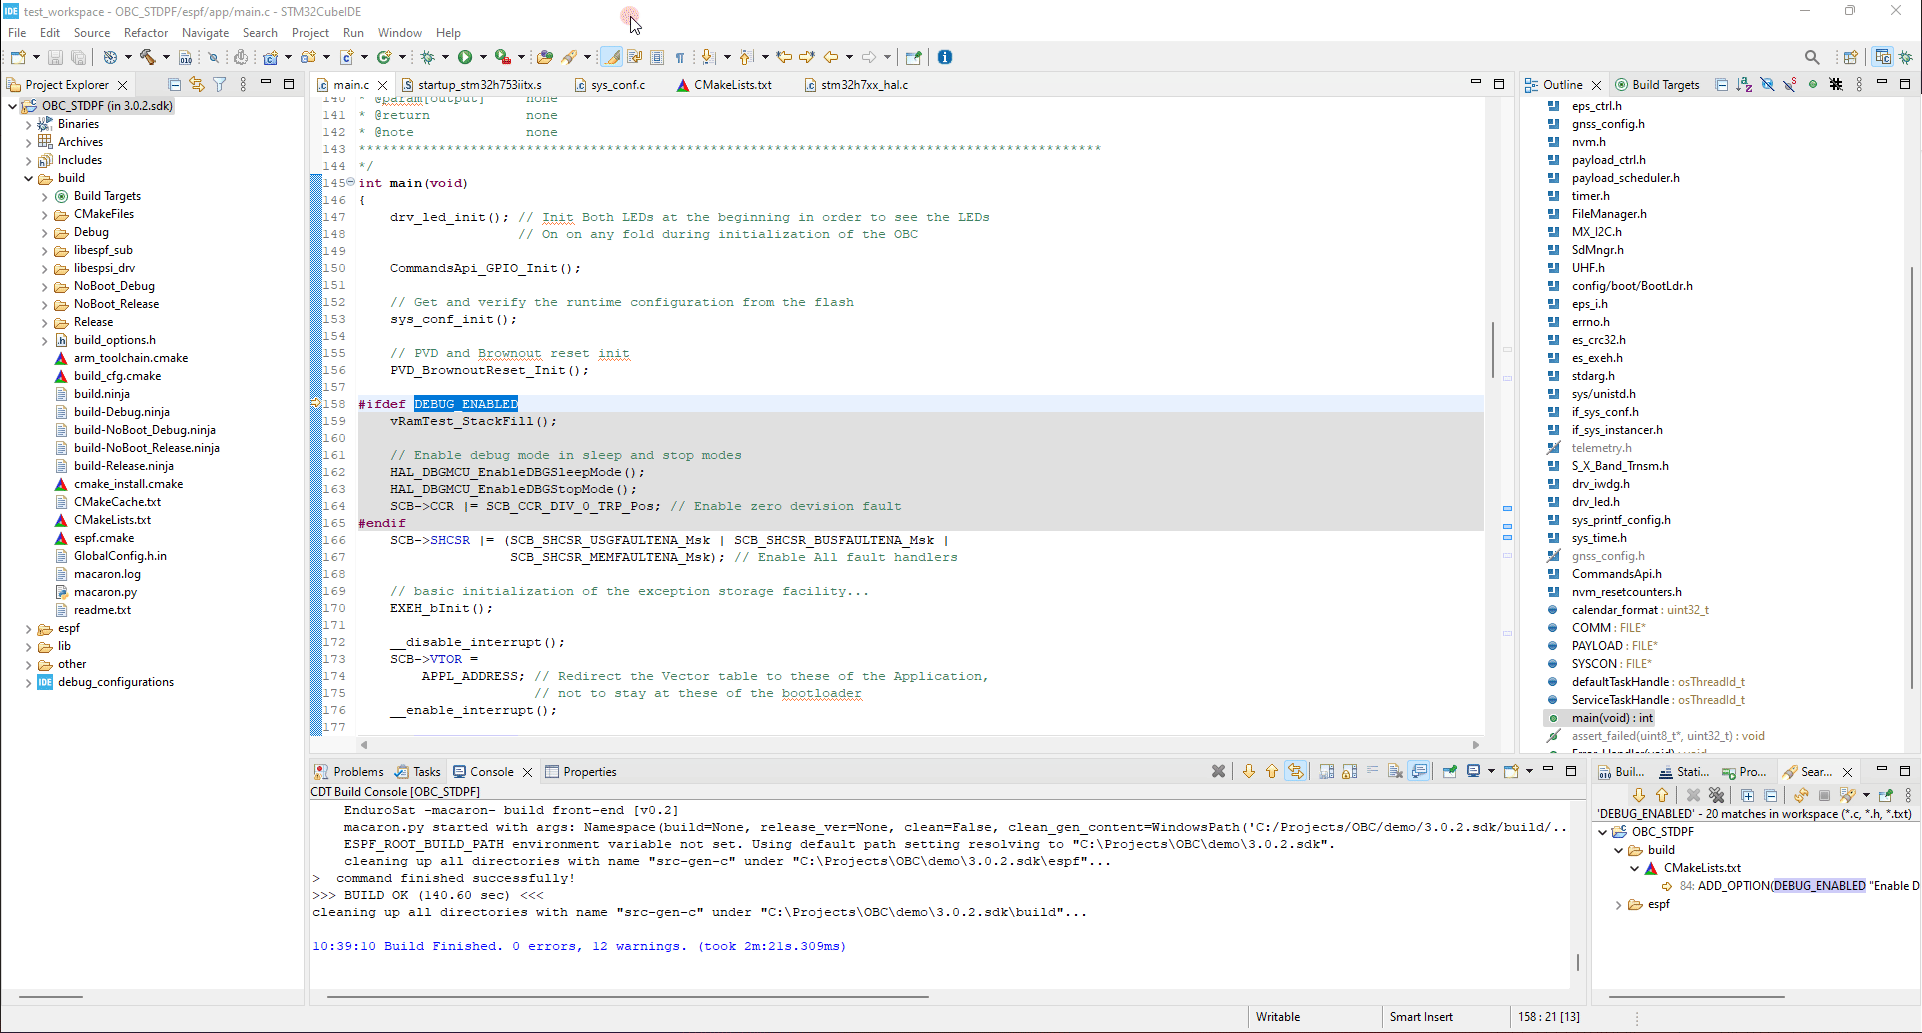 test_workspace - OBC_STDPF/espf/app/main.c - STM32CubeIDE
File Edit Source Refactor Navigate Search Project Run Window Help
Project Explorer
OBC_STDPF (in 3.0.2.sdk)
Binaries
Archives
Includes
build
Build Targets
CMakeFiles
Debug
libespf_sub
libespsi_drv
NoBoot_Debug
NoBoot_Release
Release
build_options.h
arm_toolchain.cmake
build_cfg.cmake
build.ninja
build-Debug.ninja
build-NoBoot_Debug.ninja
build-NoBoot_Release.ninja
build-Release.ninja
cmake_install.cmake
CMakeCache.txt
CMakeLists.txt
espf.cmake
GlobalConfig.h.in
macaron.log
macaron.py
readme.txt
espf
lib
other
debug_configurations
main.c startup_stm32h753iitx.s sys_conf.c CMakeLists.txt stm32h7xx_hal.c
140 * @param[output] none
141 * @return none
142 * @note none
143 *********************************************************************************************
144 */
145 int main(void)
146 {
147 drv_led_init(); // Init Both LEDs at the beginning in order to see the LEDs
148 // On on any fold during initialization of the OBC
149
150 CommandsApi_GPIO_Init();
151
152 // Get and verify the runtime configuration from the flash
153 sys_conf_init();
154
155 // PVD and Brownout reset init
156 PVD_BrownoutReset_Init();
157
158 #ifdef DEBUG_ENABLED
159 vRamTest_StackFill();
160
161 // Enable debug mode in sleep and stop modes
162 HAL_DBGMCU_EnableDBGSleepMode();
163 HAL_DBGMCU_EnableDBGStopMode();
164 SCB->CCR |= SCB_CCR_DIV_0_TRP_Pos; // Enable zero devision fault
165 #endif
166 SCB->SHCSR |= (SCB_SHCSR_USGFAULTENA_Msk | SCB_SHCSR_BUSFAULTENA_Msk |
167 SCB_SHCSR_MEMFAULTENA_Msk); // Enable All fault handlers
168
169 // basic initialization of the exception storage facility...
170 EXEH_bInit();
171
172 __disable_interrupt();
173 SCB->VTOR =
174 APPL_ADDRESS; // Redirect the Vector table to these of the Application,
175 // not to stay at these of the bootloader
176 __enable_interrupt();
177
Outline Build Targets
eps_ctrl.h
gnss_config.h
nvm.h
payload_ctrl.h
payload_scheduler.h
timer.h
FileManager.h
MX_I2C.h
SdMngr.h
UHF.h
config/boot/BootLdr.h
eps_i.h
errno.h
es_crc32.h
es_exeh.h
stdarg.h
sys/unistd.h
if_sys_conf.h
if_sys_instancer.h
telemetry.h
S_X_Band_Trnsm.h
drv_iwdg.h
drv_led.h
sys_printf_config.h
sys_time.h
gnss_config.h
CommandsApi.h
nvm_resetcounters.h
calendar_format : uint32_t
COMM : FILE*
PAYLOAD : FILE*
SYSCON : FILE*
defaultTaskHandle : osThreadId_t
ServiceTaskHandle : osThreadId_t
main(void) : int
assert_failed(uint8_t*, uint32_t) : void
Error_Handler(void) : void
Problems Tasks Console Properties
CDT Build Console [OBC_STDPF]
EnduroSat -macaron- build front-end [v0.2]
macaron.py started with args: Namespace(build=None, release_ver=None, clean=False, clean_gen_content=WindowsPath('C:/Projects/OBC/demo/3.0.2.sdk/build/..
ESPF_ROOT_BUILD_PATH environment variable not set. Using default path setting resolving to "C:\Projects\OBC\demo\3.0.2.sdk".
cleaning up all directories with name "src-gen-c" under "C:\Projects\OBC\demo\3.0.2.sdk\espf"...
> command finished successfully!
>>> BUILD OK (140.60 sec) <<<
cleaning up all directories with name "src-gen-c" under "C:\Projects\OBC\demo\3.0.2.sdk\build"...
10:39:10 Build Finished. 0 errors, 12 warnings. (took 2m:21s.309ms)
Buil... Stati... Pro... Sear...
'DEBUG_ENABLED' - 20 matches in workspace (*.c, *.h, *.txt)
OBC_STDPF
build
CMakeLists.txt
84: ADD_OPTION(DEBUG_ENABLED "Enable D
espf
Writable Smart Insert 158 : 21 [13]